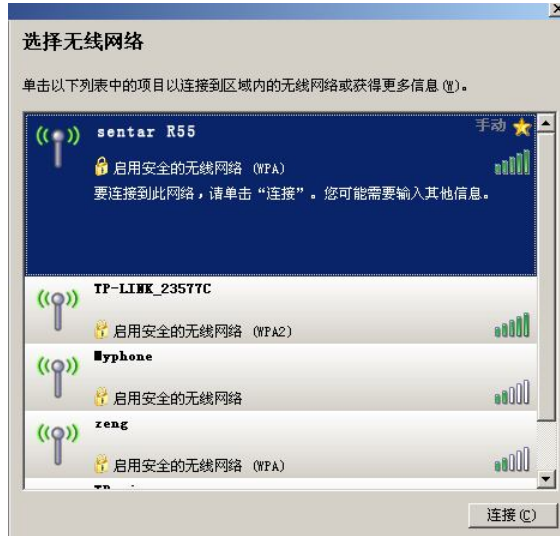 选择无线网络
单击以下列表中的项目以连接到区域内的无线网络或获得更多信息(W)。
sentar R55
手动
启用安全的无线网络 (WPA)
要连接到此网络，请单击“连接”。您可能需要输入其他信息。
TP-LINK_23577C
启用安全的无线网络 (WPA2)
Myphone
启用安全的无线网络
zeng
启用安全的无线网络 (WPA)
连接(C)